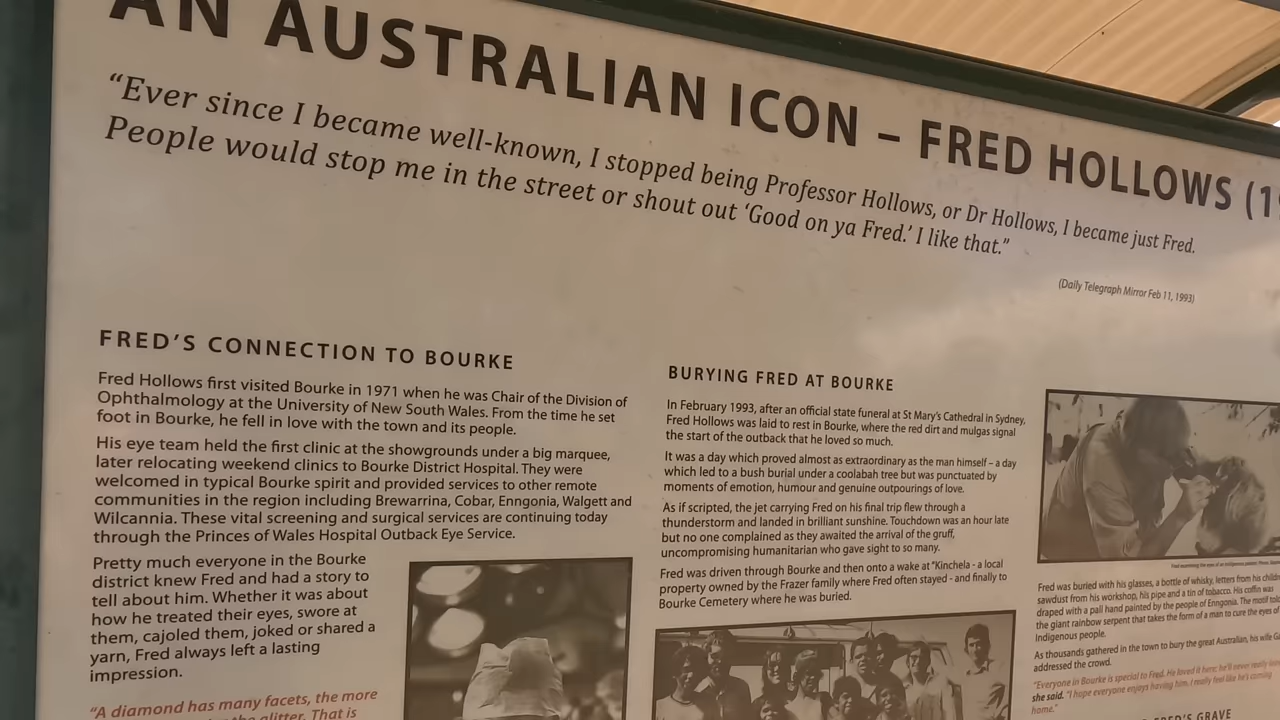 AN AUSTRALIAN ICON – FRED HOLLOWS (19
“Ever since I became well-known, I stopped being Professor Hollows, or Dr Hollows, I became just Fred.
People would stop me in the street or shout out ‘Good on ya Fred.’ I like that.”
(Daily Telegraph Mirror Feb 11, 1993)
FRED’S CONNECTION TO BOURKE
Fred Hollows first visited Bourke in 1971 when he was Chair of the Division of
Ophthalmology at the University of New South Wales. From the time he set
foot in Bourke, he fell in love with the town and its people.
His eye team held the first clinic at the showgrounds under a big marquee,
later relocating weekend clinics to Bourke District Hospital. They were
welcomed in typical Bourke spirit and provided services to other remote
communities in the region including Brewarrina, Cobar, Enngonia, Walgett and
Wilcannia. These vital screening and surgical services are continuing today
through the Princes of Wales Hospital Outback Eye Service.
Pretty much everyone in the Bourke
district knew Fred and had a story to
tell about him. Whether it was about
how he treated their eyes, swore at
them, cajoled them, joked or shared a
yarn, Fred always left a lasting
impression.
“A diamond has many facets, the more
the glitter. That is
BURYING FRED AT BOURKE
In February 1993, after an official state funeral at St Mary’s Cathedral in Sydney,
Fred Hollows was laid to rest in Bourke, where the red dirt and mulgas signal
the start of the outback that he loved so much.
It was a day which proved almost as extraordinary as the man himself – a day
which led to a bush burial under a coolabah tree but was punctuated by
moments of emotion, humour and genuine outpourings of love.
As if scripted, the jet carrying Fred on his final trip flew through a
thunderstorm and landed in brilliant sunshine. Touchdown was an hour late
but no one complained as they awaited the arrival of the gruff,
uncompromising humanitarian who gave sight to so many.
Fred was driven through Bourke and then onto a wake at “Kinchela - a local
property owned by the Frazer family where Fred often stayed - and finally to
Bourke Cemetery where he was buried.
Fred examining the eyes of an Indigenous patient
Fred was buried with his glasses, a bottle of whisky, letters from his childr
sawdust from his workshop, his pipe and a tin of tobacco. His coffin was
draped with a pall hand painted by the people of Enngonia. The motif told
the giant rainbow serpent that takes the form of a man to cure the eyes of
Indigenous people.
As thousands gathered in the town to bury the great Australian, his wife Ga
addressed the crowd.
“Everyone in Bourke is special to Fred. He loved it here; he’ll never really
she said. “I hope everyone enjoys having him. I really feel like he’s coming
home.”
FRED’S GRAVE